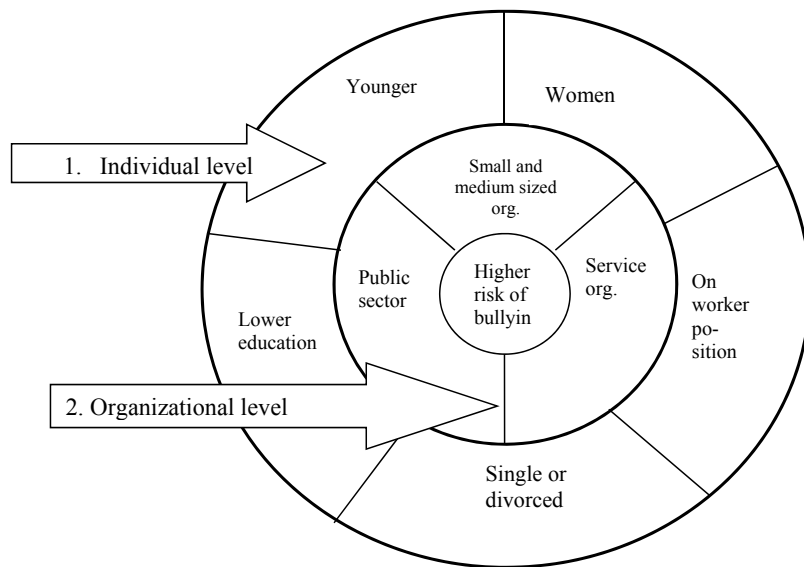 Younger
Women
1. Individual level
Small and
medium sized
org.
Public
sector
Higher
risk of
bullyin
Service
org.
On
worker
po-
sition
Lower
education
2. Organizational level
Single or
divorced